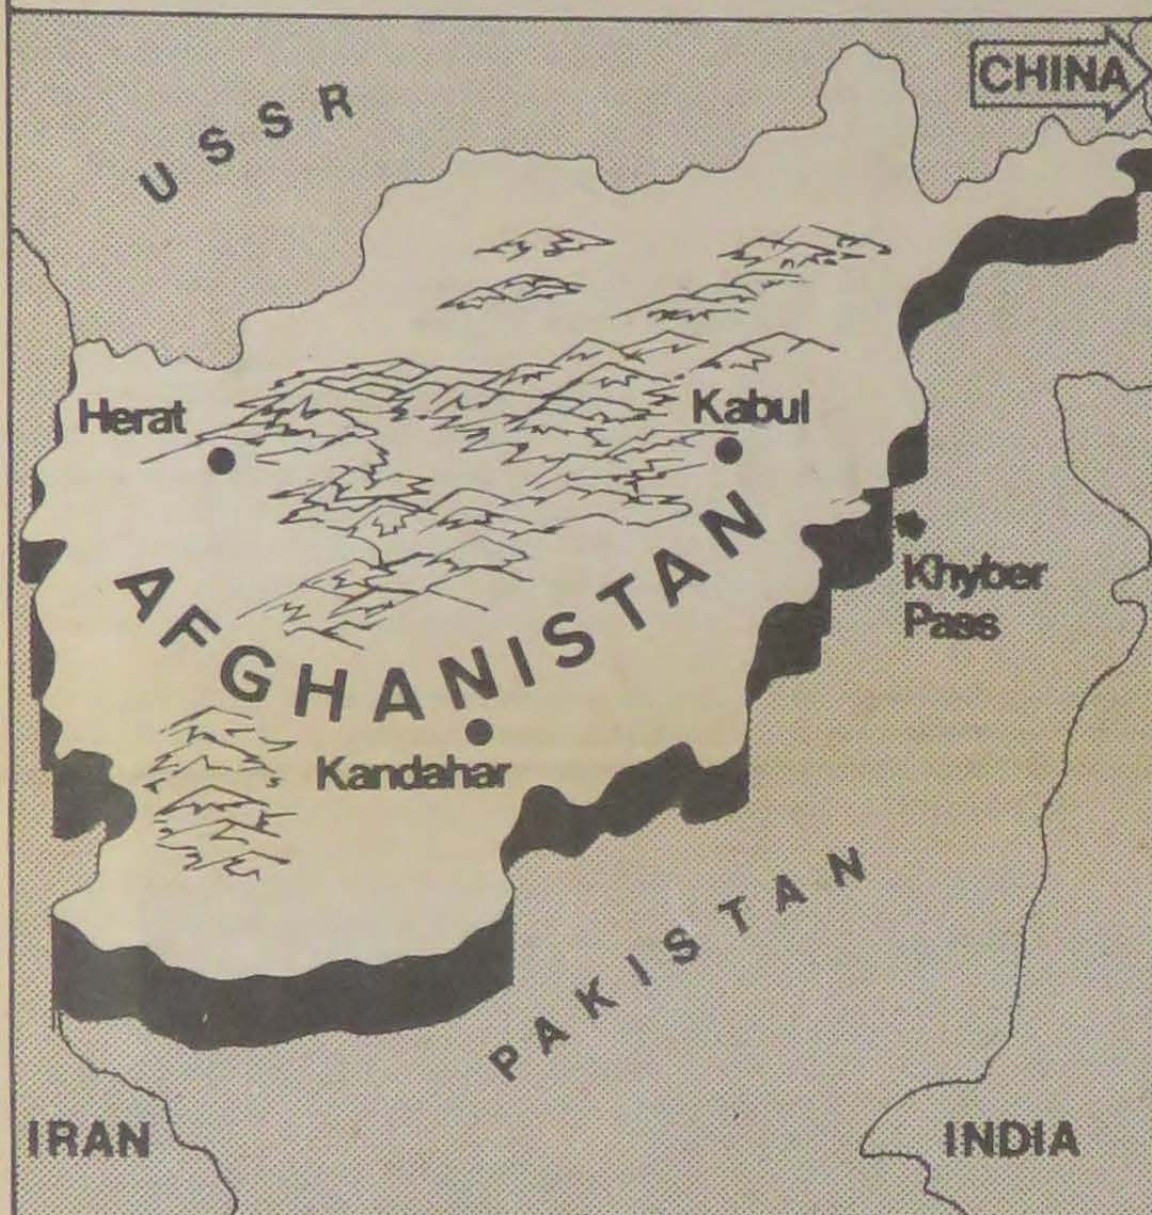 CHINA
USSR
Herat
Kabul
AFGHANISTAN
Khyber
Pass
Kandahar
PAKISTAN
IRAN
INDIA